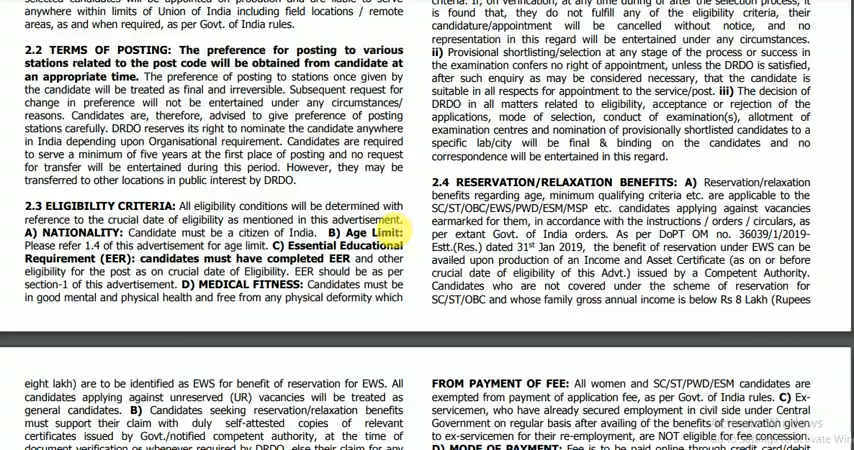 selected candidates will be appointed on probation and are liable to serve
anywhere within limits of Union of India including field locations / remote
areas, as and when required, as per Govt. of India rules.
2.2 TERMS OF POSTING: The preference for posting to various
stations related to the post code will be obtained from candidate at
an appropriate time. The preference of posting to stations once given by
the candidate will be treated as final and irreversible. Subsequent request for
change in preference will not be entertained under any circumstances/
reasons. Candidates are, therefore, advised to give preference of posting
stations carefully. DRDO reserves its right to nominate the candidate anywhere
in India depending upon Organisational requirement. Candidates are required
to serve a minimum of five years at the first place of posting and no request
for transfer will be entertained during this period. However, they may be
transferred to other locations in public interest by DRDO.
2.3 ELIGIBILITY CRITERIA: All eligibility conditions will be determined with
reference to the crucial date of eligibility as mentioned in this advertisement.
A) NATIONALITY: Candidate must be a citizen of India. B) Age Limit:
Please refer 1.4 of this advertisement for age limit. C) Essential Educational
Requirement (EER): candidates must have completed EER and other
eligibility for the post as on crucial date of Eligibility. EER should be as per
section-1 of this advertisement. D) MEDICAL FITNESS: Candidates must be
in good mental and physical health and free from any physical deformity which
criteria. If, on verification, at any time during or after the selection process, it
is found that, they do not fulfill any of the eligibility criteria, their
candidature/appointment will be cancelled without notice, and no
representation in this regard will be entertained under any circumstances.
ii) Provisional shortlisting/selection at any stage of the process or success in
the examination confers no right of appointment, unless the DRDO is satisfied,
after such enquiry as may be considered necessary, that the candidate is
suitable in all respects for appointment to the service/post. iii) The decision of
DRDO in all matters related to eligibility, acceptance or rejection of the
applications, mode of selection, conduct of examination(s), allotment of
examination centres and nomination of provisionally shortlisted candidates to a
specific lab/city will be final & binding on the candidates and no
correspondence will be entertained in this regard.
2.4 RESERVATION/RELAXATION BENEFITS: A) Reservation/relaxation
benefits regarding age, minimum qualifying criteria etc. are applicable to the
SC/ST/OBC/EWS/PWD/ESM/MSP etc. candidates applying against vacancies
earmarked for them, in accordance with the instructions / orders / circulars, as
per extant Govt. of India orders. As per DoPT OM no. 36039/1/2019-
Estt.(Res.) dated 31st Jan 2019, the benefit of reservation under EWS can be
availed upon production of an Income and Asset Certificate (as on or before
crucial date of eligibility of this Advt.) issued by a Competent Authority.
Candidates who are not covered under the scheme of reservation for
SC/ST/OBC and whose family gross annual income is below Rs 8 Lakh (Rupees
eight lakh) are to be identified as EWS for benefit of reservation for EWS. All
candidates applying against unreserved (UR) vacancies will be treated as
general candidates. B) Candidates seeking reservation/relaxation benefits
must support their claim with duly self-attested copies of relevant
certificates issued by Govt./notified competent authority, at the time of
document verification or whenever required by DRDO, else their claim for any
FROM PAYMENT OF FEE: All women and SC/ST/PWD/ESM candidates are
exempted from payment of application fee, as per Govt. of India rules. C) Ex-
servicemen, who have already secured employment in civil side under Central
Government on regular basis after availing of the benefits of reservation given
to ex-servicemen for their re-employment, are NOT eligible for fee concession.
D) MODE OF PAYMENT: Fee is to be paid online through credit card/debit